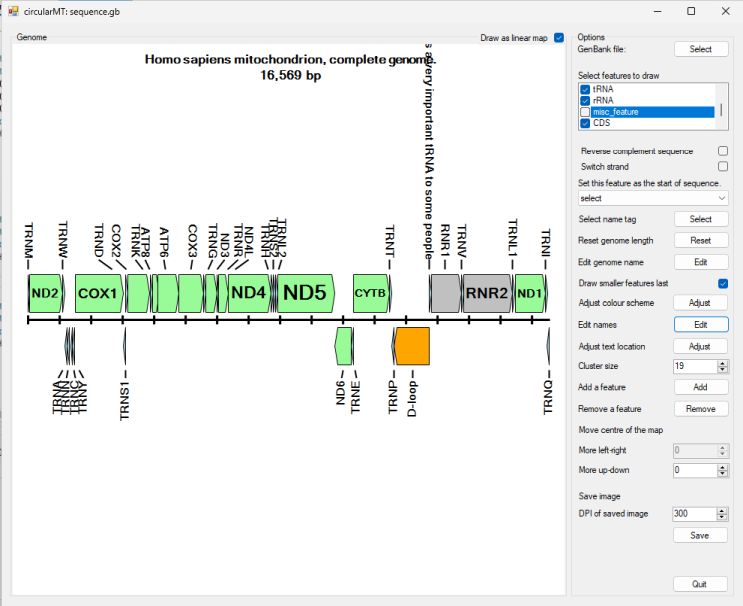 circularMT: sequence.gb
Genome
Draw as linear map
Homo sapiens mitochondrion, complete genome.
16,569 bp
TRNM
TRNW
TRND
COX2
TRNK
ATP8
ATP6
COX3
TRNG
ND3
TRNR
ND4L
TRNH
TRNS2
TRNL2
TRNT
s a very important tRNA to some people
RNR1
TRNV
TRNL1
TRNI
ND2
COX1
ND4
ND5
CYTB
RNR2
ND1
TRNA
TRNN
TRNC
TRNY
TRNS1
ND6
TRNE
TRNP
D-loop
TRNQ
Options
GenBank file:
Select
Select features to draw
tRNA
rRNA
misc_feature
CDS
Reverse complement sequence
Switch strand
Set this feature as the start of sequence.
select
Select name tag
Select
Reset genome length
Reset
Edit genome name
Edit
Draw smaller features last
Adjust colour scheme
Adjust
Edit names
Edit
Adjust text location
Adjust
Cluster size
19
Add a feature
Add
Remove a feature
Remove
Move centre of the map
More left-right
0
More up-down
0
Save image
DPI of saved image
300
Save
Quit